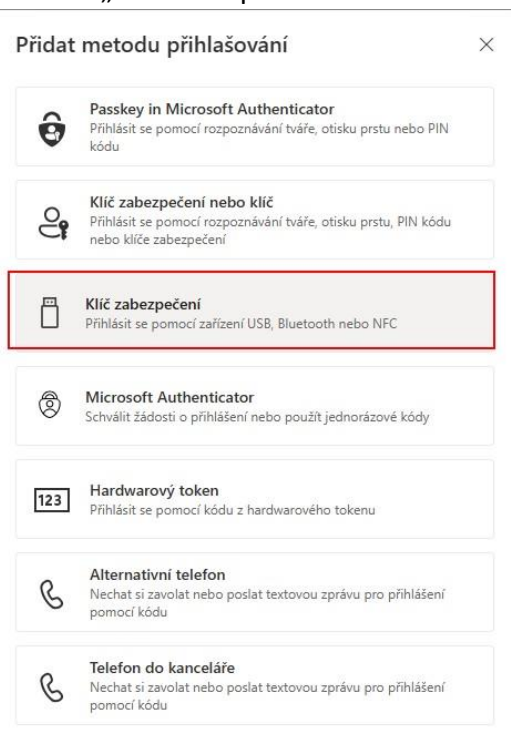 Přidat metodu přihlašování
Passkey in Microsoft Authenticator
Přihlásit se pomocí rozpoznávání tváře, otisku prstu nebo PIN
kódu
Klíč zabezpečení nebo klíč
Přihlásit se pomocí rozpoznávání tváře, otisku prstu, PIN kódu
nebo klíče zabezpečení
Klíč zabezpečení
Přihlásit se pomocí zařízení USB, Bluetooth nebo NFC
Microsoft Authenticator
Schválit žádosti o přihlášení nebo použít jednorázové kódy
123
Hardwarový token
Přihlásit se pomocí kódu z hardwarového tokenu
Alternativní telefon
Nechat si zavolat nebo poslat textovou zprávu pro přihlášení
pomocí kódu
Telefon do kanceláře
Nechat si zavolat nebo poslat textovou zprávu pro přihlášení
pomocí kódu